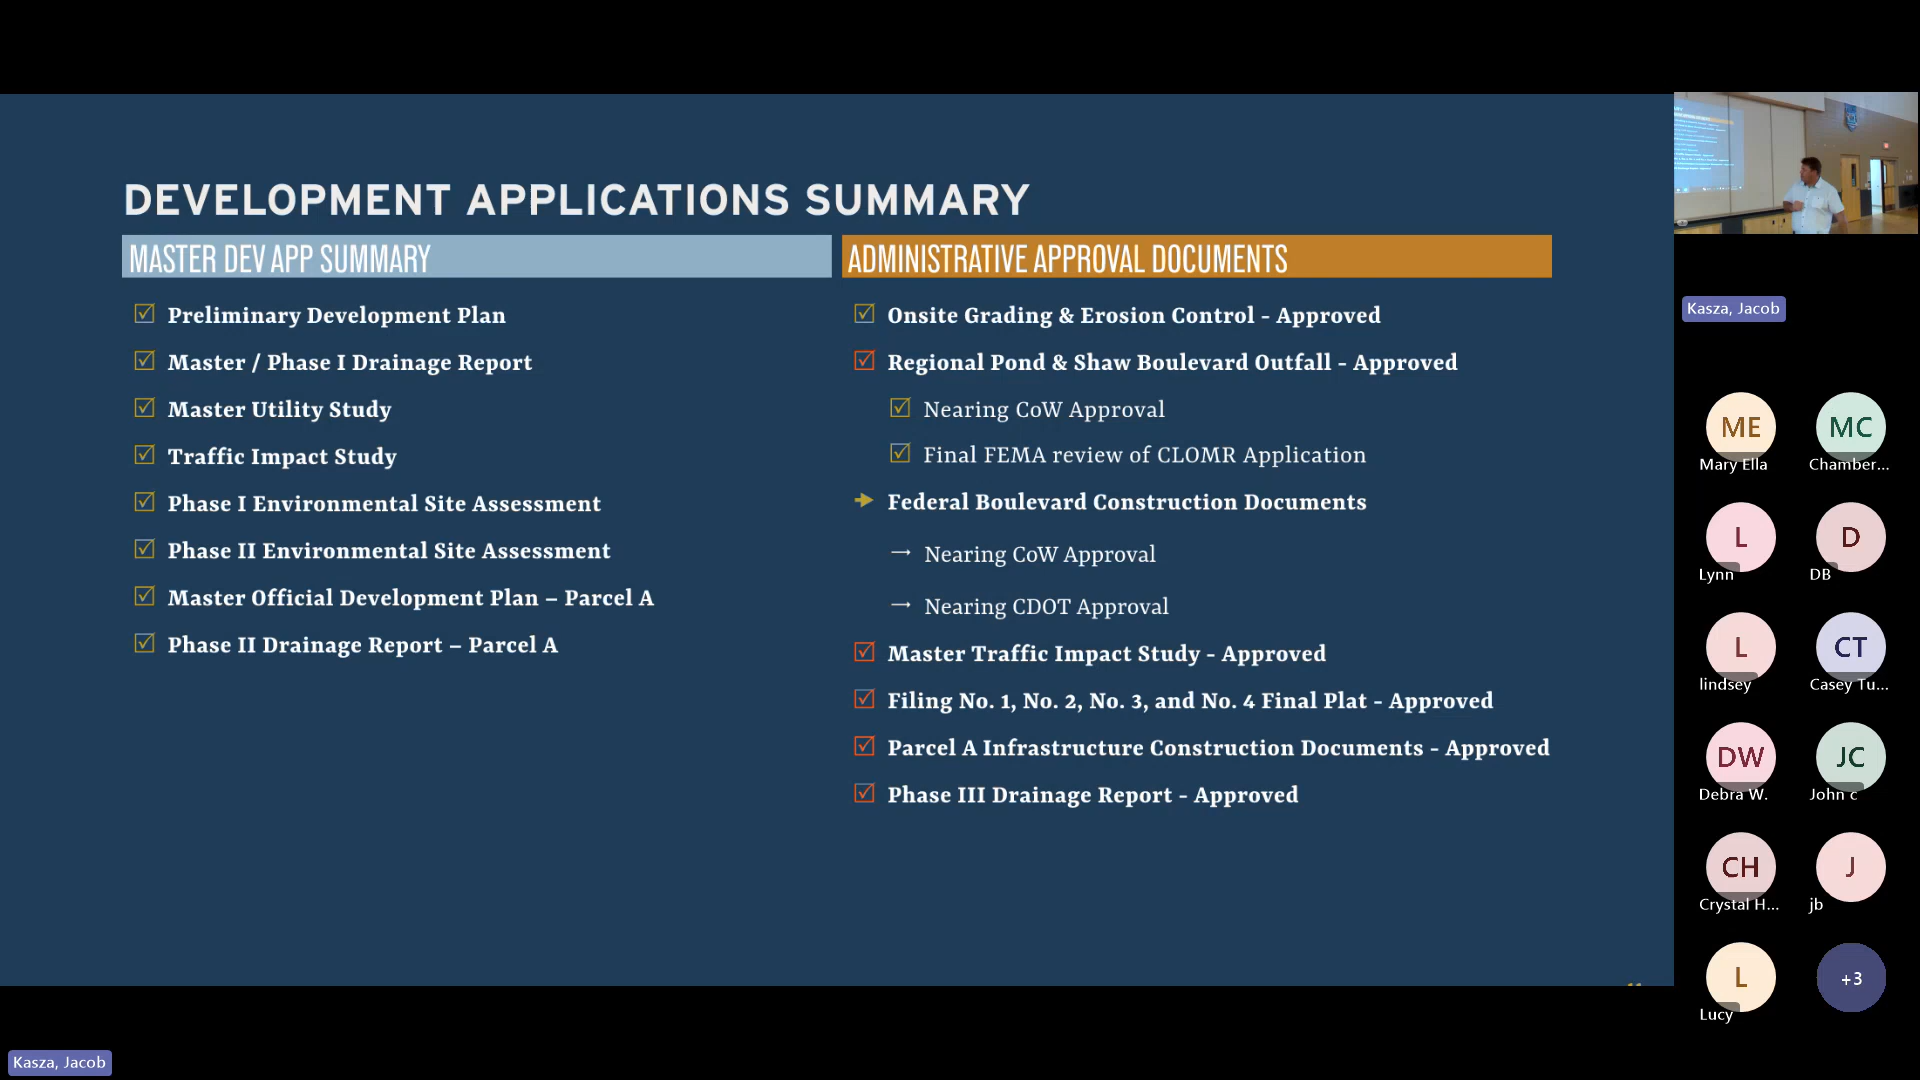 DEVELOPMENT APPLICATIONS SUMMARY
MASTER DEV APP SUMMARY
Preliminary Development Plan
Master / Phase I Drainage Report
Master Utility Study
Traffic Impact Study
Phase I Environmental Site Assessment
Phase II Environmental Site Assessment
Master Official Development Plan – Parcel A
Phase II Drainage Report – Parcel A
ADMINISTRATIVE APPROVAL DOCUMENTS
Onsite Grading & Erosion Control - Approved
Regional Pond & Shaw Boulevard Outfall - Approved
Nearing CoW Approval
Final FEMA review of CLOMR Application
Federal Boulevard Construction Documents
Nearing CoW Approval
Nearing CDOT Approval
Master Traffic Impact Study - Approved
Filing No. 1, No. 2, No. 3, and No. 4 Final Plat - Approved
Parcel A Infrastructure Construction Documents - Approved
Phase III Drainage Report - Approved
Kasza, Jacob
ME
Mary Ella
MC
Chamber...
L
Lynn
D
DB
L
lindsey
CT
Casey Tu...
DW
Debra W.
JC
John c
CH
Crystal H...
J
jb
L
Lucy
+3
Kasza, Jacob